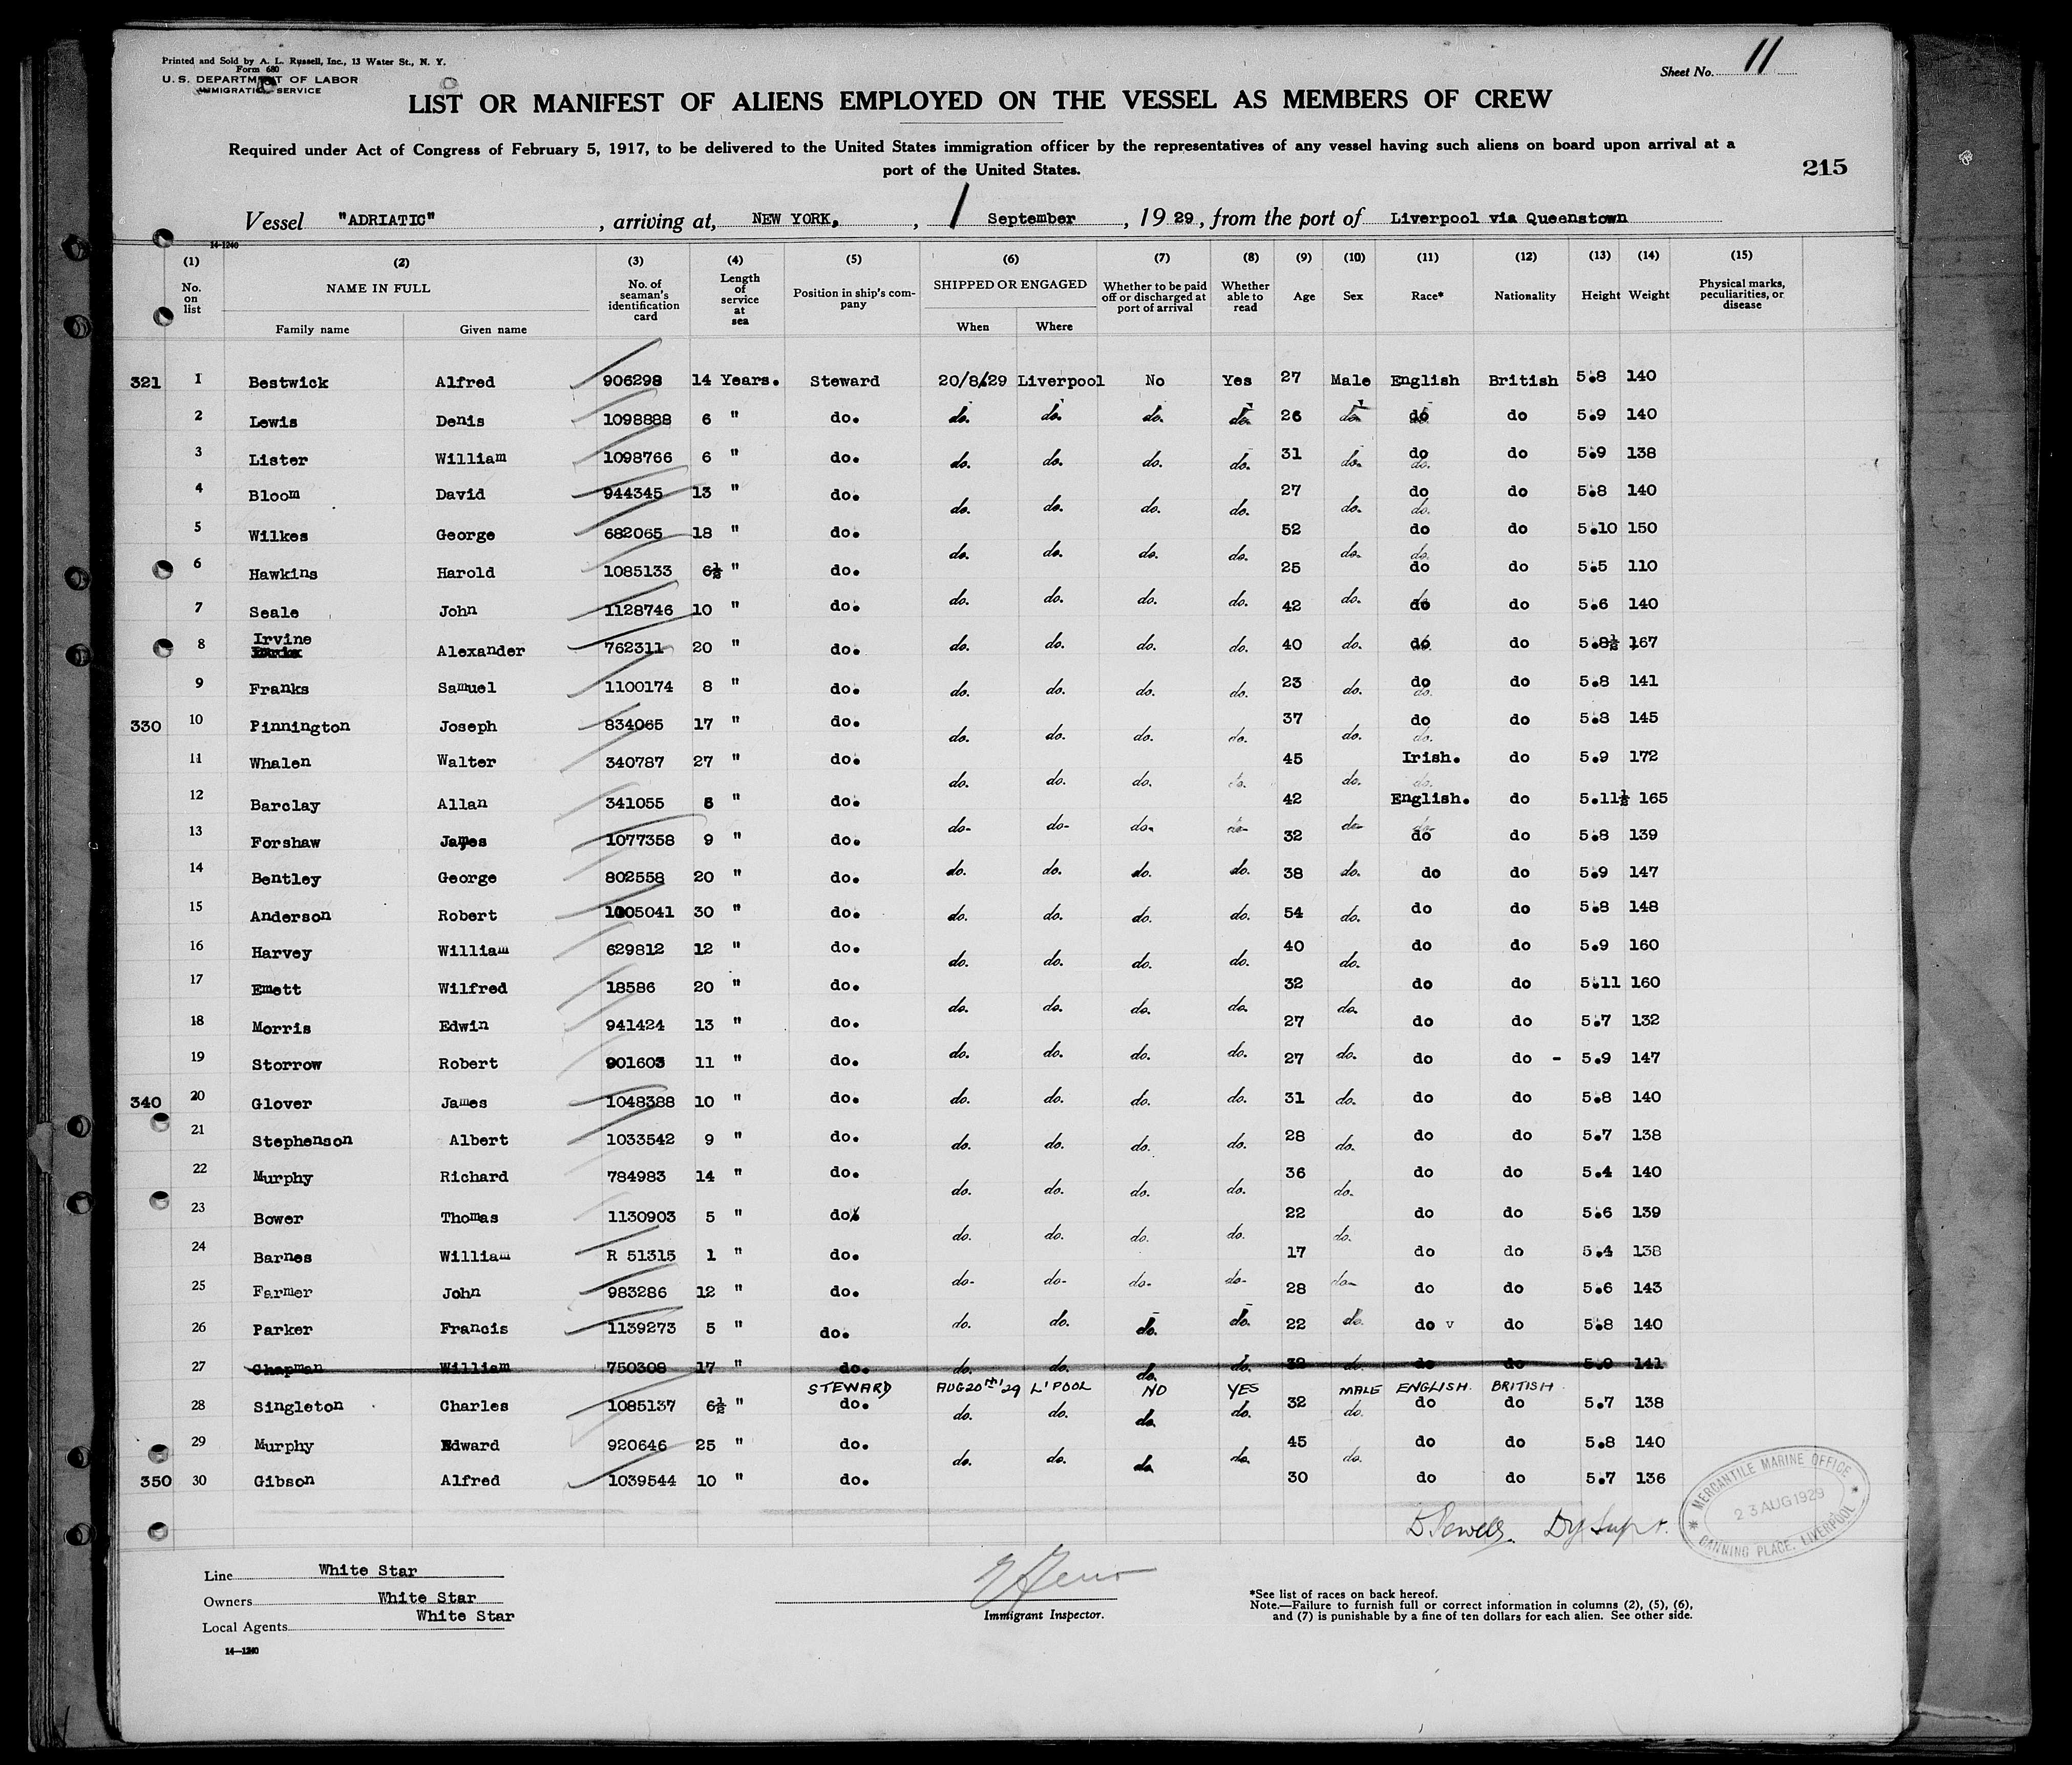 Printed and Sold by A. L. Russell, Inc., 13 Water St., N. Y.
Form 680
U. S. DEPARTMENT OF LABOR
IMMIGRATION SERVICE
Sheet No. 11
LIST OR MANIFEST OF ALIENS EMPLOYED ON THE VESSEL AS MEMBERS OF CREW
Required under Act of Congress of February 5, 1917, to be delivered to the United States immigration officer by the representatives of any vessel having such aliens on board upon arrival at a
port of the United States.
215
Vessel "ADRIATIC", arriving at, NEW YORK, , 1 September, 19 29, from the port of Liverpool via Queenstown
14-1240
(1) (2) (3) (4) (5) (6) (7) (8) (9) (10) (11) (12) (13) (14) (15)
No. on list NAME IN FULL Family name Given name No. of seaman's identification card Length of service at sea Position in ship's company SHIPPED OR ENGAGED When Where Whether to be paid off or discharged at port of arrival Whether able to read Age Sex Race* Nationality Height Weight Physical marks, peculiarities, or disease
321 1 Bestwick Alfred 906298 14 Years. Steward 20/8/29 Liverpool No Yes 27 Male English British 5.8 140
2 Lewis Denis 1098888 6 " do. do. do. do. do. 26 do. do do 5.9 140
3 Lister William 1098766 6 " do. do. do. do. do. 31 do. do do 5.9 138
4 Bloom David 944345 13 " do. do. do. do. do. 27 do. do do 5.8 140
5 Wilkes George 682065 18 " do. do. do. do. do. 52 do. do do 5.10 150
6 Hawkins Harold 1085133 6½ " do. do. do. do. do. 25 do. do do 5.5 110
7 Seale John 1128746 10 " do. do. do. do. do. 42 do. do do 5.6 140
8 Irvine Alexander 762311 20 " do. do. do. do. do. 40 do. do do 5.8½ 167
9 Franks Samuel 1100174 8 " do. do. do. do. do. 23 do. do do 5.8 141
330 10 Pinnington Joseph 834065 17 " do. do. do. do. do. 37 do. do do 5.8 145
11 Whalen Walter 340787 27 " do. do. do. do. do. 45 do. Irish. do 5.9 172
12 Barclay Allan 341055 " do. do- do- do- do- 42 do- English. do 5.11½ 165
13 Forshaw James 1077358 9 " do. do. do. do. do. 32 do. do do 5.8 139
14 Bentley George 802558 20 " do. do. do. do. do. 38 do. do do 5.9 147
15 Anderson Robert 1005041 30 " do. do. do. do. do. 54 do. do do 5.8 148
16 Harvey William 629812 12 " do. do. do. do. do. 40 do. do do 5.9 160
17 Emett Wilfred 18586 20 " do. do. do. do. do. 32 do. do do 5.11 160
18 Morris Edwin 941424 13 " do. do. do. do. do. 27 do. do do 5.7 132
19 Storrow Robert 901603 11 " do. do. do. do. do. 27 do. do do - 5.9 147
340 20 Glover James 1048388 10 " do. do. do. do. do. 31 do. do do 5.8 140
21 Stephenson Albert 1033542 9 " do. do. do. do. do. 28 do. do do 5.7 138
22 Murphy Richard 784983 14 " do. do. do. do. do. 36 do. do do 5.4 140
23 Bower Thomas 1130903 5 " do. do. do. do. do. 22 do. do do 5.6 139
24 Barnes William R 51315 1 " do. do- do- do- do- 17 do- do do 5.4 138
25 Farmer John 983286 12 " do. do. do. do. do. 28 do. do do 5.6 143
26 Parker Francis 1139273 5 " do. do. do. do. do. 22 do. do v do 5.8 140
27 Chapman William 750308 17 " do. do. do. do. do. 32 do. do do 5.9 141
STEWARD AUG 20TH '29 L'POOL NO YES MALE ENGLISH. BRITISH.
28 Singleton Charles 1085137 6½ " do. do. do. do. do. 32 do. do do 5.7 138
29 Murphy Edward 920646 25 " do. do. do. do. do. 45 do. do do 5.8 140
350 30 Gibson Alfred 1039544 10 " do. 30 do do 5.7 136
Dy Supt.
MERCANTILE MARINE OFFICE
23 AUG 1929
CANNING PLACE, LIVERPOOL
Line White Star
Owners White Star
Local Agents White Star
14-1240
Immigrant Inspector.
*See list of races on back hereof.
Note.—Failure to furnish full or correct information in columns (2), (5), (6),
and (7) is punishable by a fine of ten dollars for each alien. See other side.